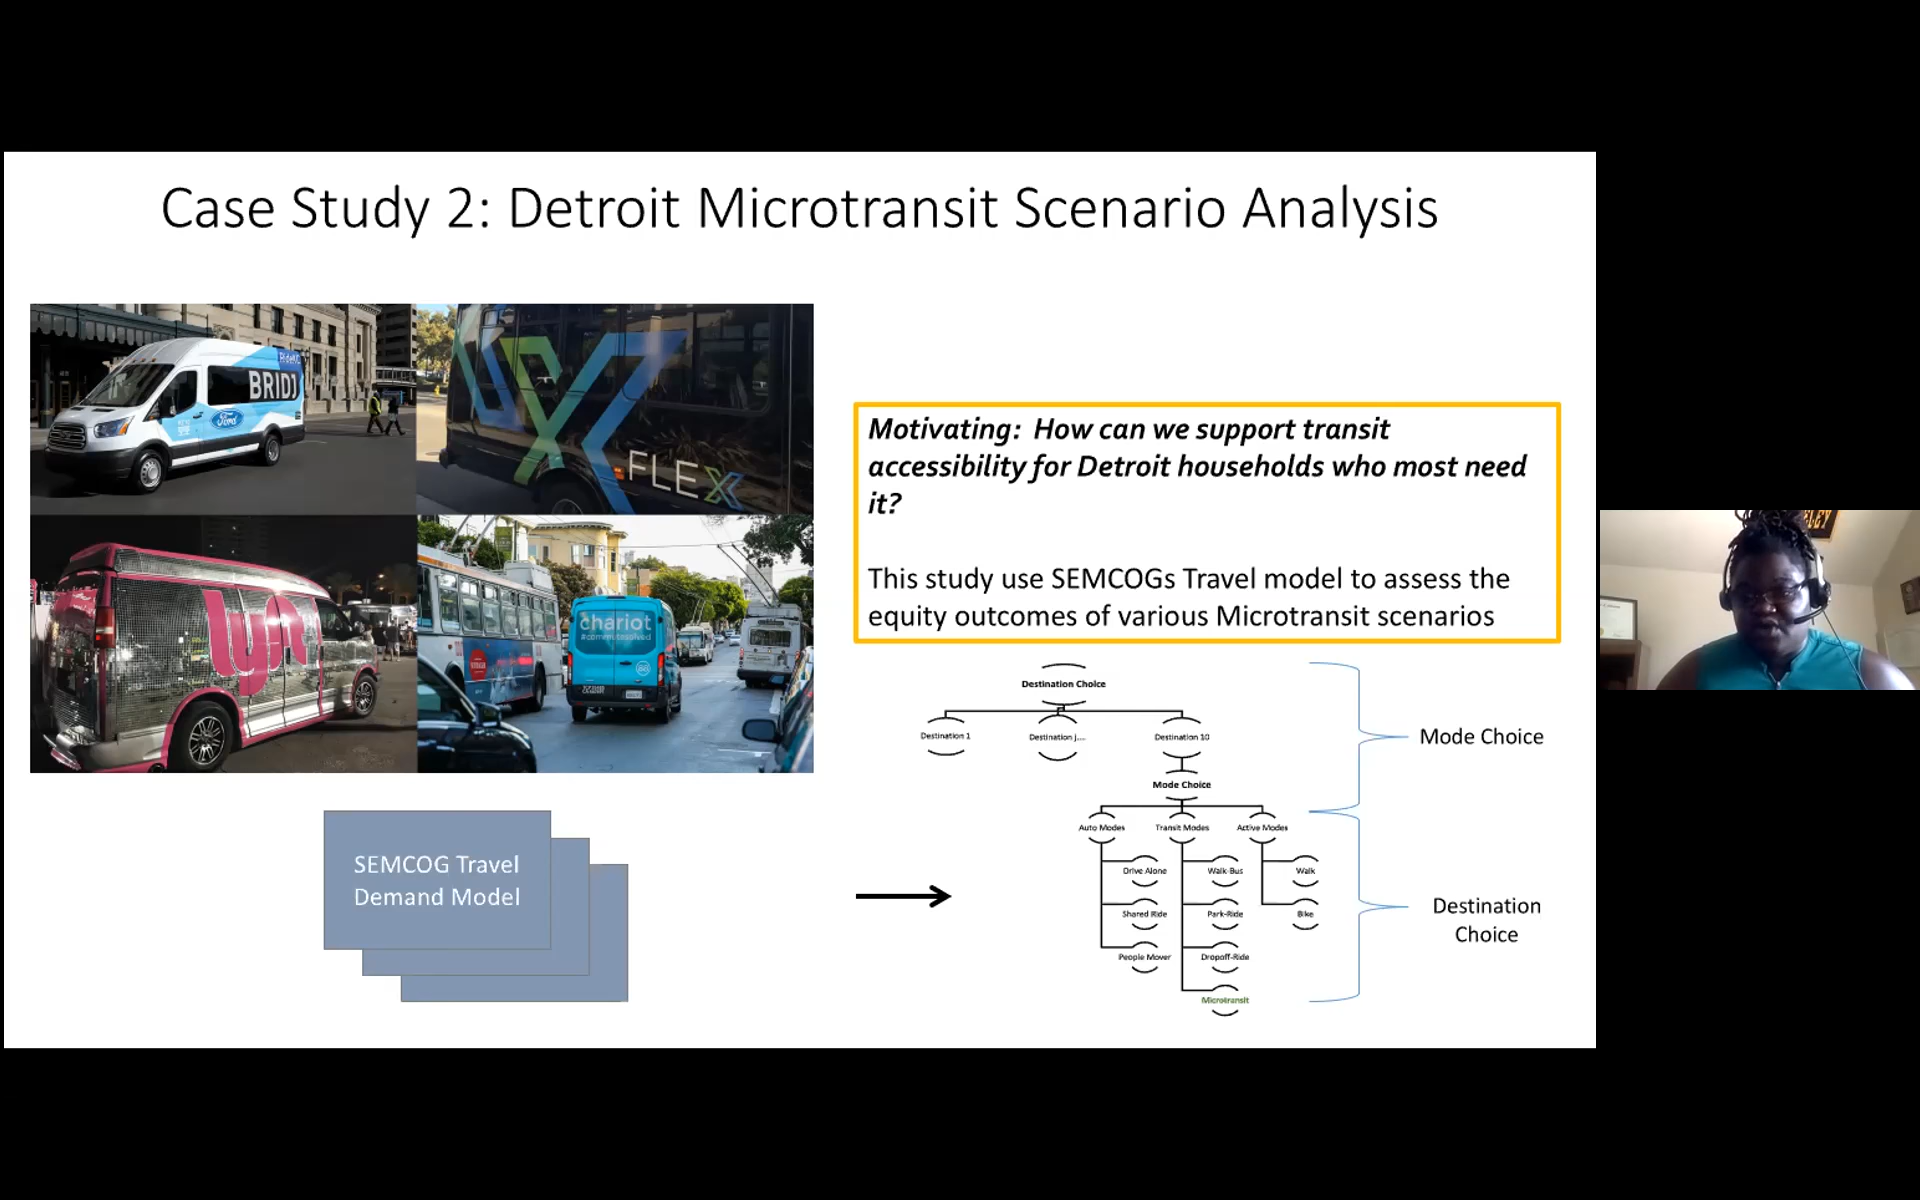 Case Study 2: Detroit Microtransit Scenario Analysis
BRIDJ
Ford
FLEX
lyft
chariot
Motivating:  How can we support transit
accessibility for Detroit households who most need
it?
This study use SEMCOGs Travel model to assess the
equity outcomes of various Microtransit scenarios
Destination Choice
Destination 1
Destination j....
Destination 10
Mode Choice
Auto Modes
Transit Modes
Active Modes
Drive Alone
Walk-Bus
Walk
Shared Ride
Park-Ride
Bike
People Mover
Dropoff-Ride
Microtransit
Mode Choice
Destination
Choice
SEMCOG Travel
Demand Model